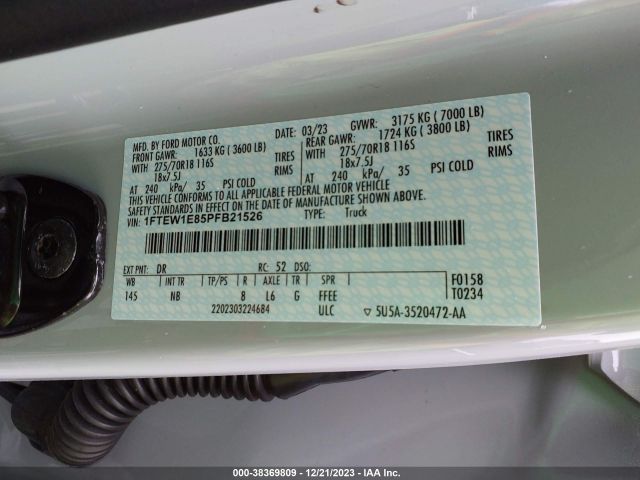 MFD. BY FORD MOTOR CO. DATE: 03/23 GVWR: 3175 KG ( 7000 LB)
FRONT GAWR: 1633 KG ( 3600 LB) REAR GAWR: 1724 KG ( 3800 LB)
WITH 275/70R18 116S TIRES WITH 275/70R18 116S TIRES
18x7.5J RIMS 18x7.5J RIMS
AT 240 kPa/ 35 PSI COLD AT 240 kPa/ 35 PSI COLD
THIS VEHICLE CONFORMS TO ALL APPLICABLE FEDERAL MOTOR VEHICLE
SAFETY STANDARDS IN EFFECT ON THE DATE OF MANUFACTURE SHOWN ABOVE.
VIN: 1FTEW1E85PFB21526 TYPE: Truck
EXT PNT: DR RC: 52 DSO: F0158
WB INT TR TP/PS R AXLE TR SPR T0234
145 NB 8 L6 G FFEE
2202303224684 ULC 5U5A-3520472-AA
000-38369809 - 12/21/2023 - IAA Inc.